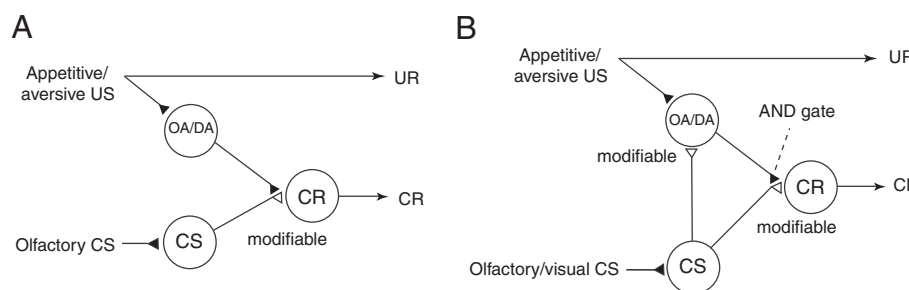 A
Appetitive/
aversive US
UR
OA/DA
CR
CR
modifiable
Olfactory CS
CS
B
Appetitive/
aversive US
UR
OA/DA
AND gate
modifiable
CR
modifiable
Olfactory/visual CS
CS